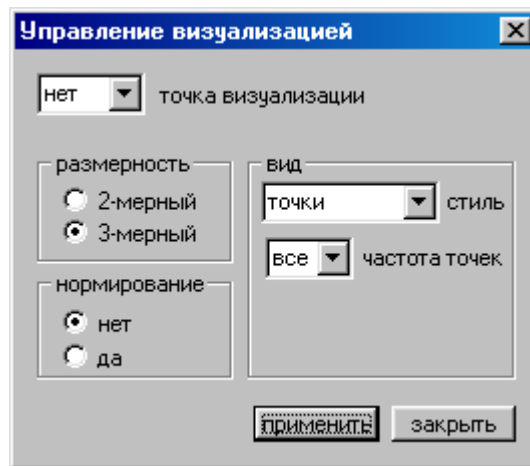 Управление визуализацией
нет точка визуализации
размерность
2-мерный
3-мерный
нормирование
нет
да
вид
точки стиль
все частота точек
применить закрыть